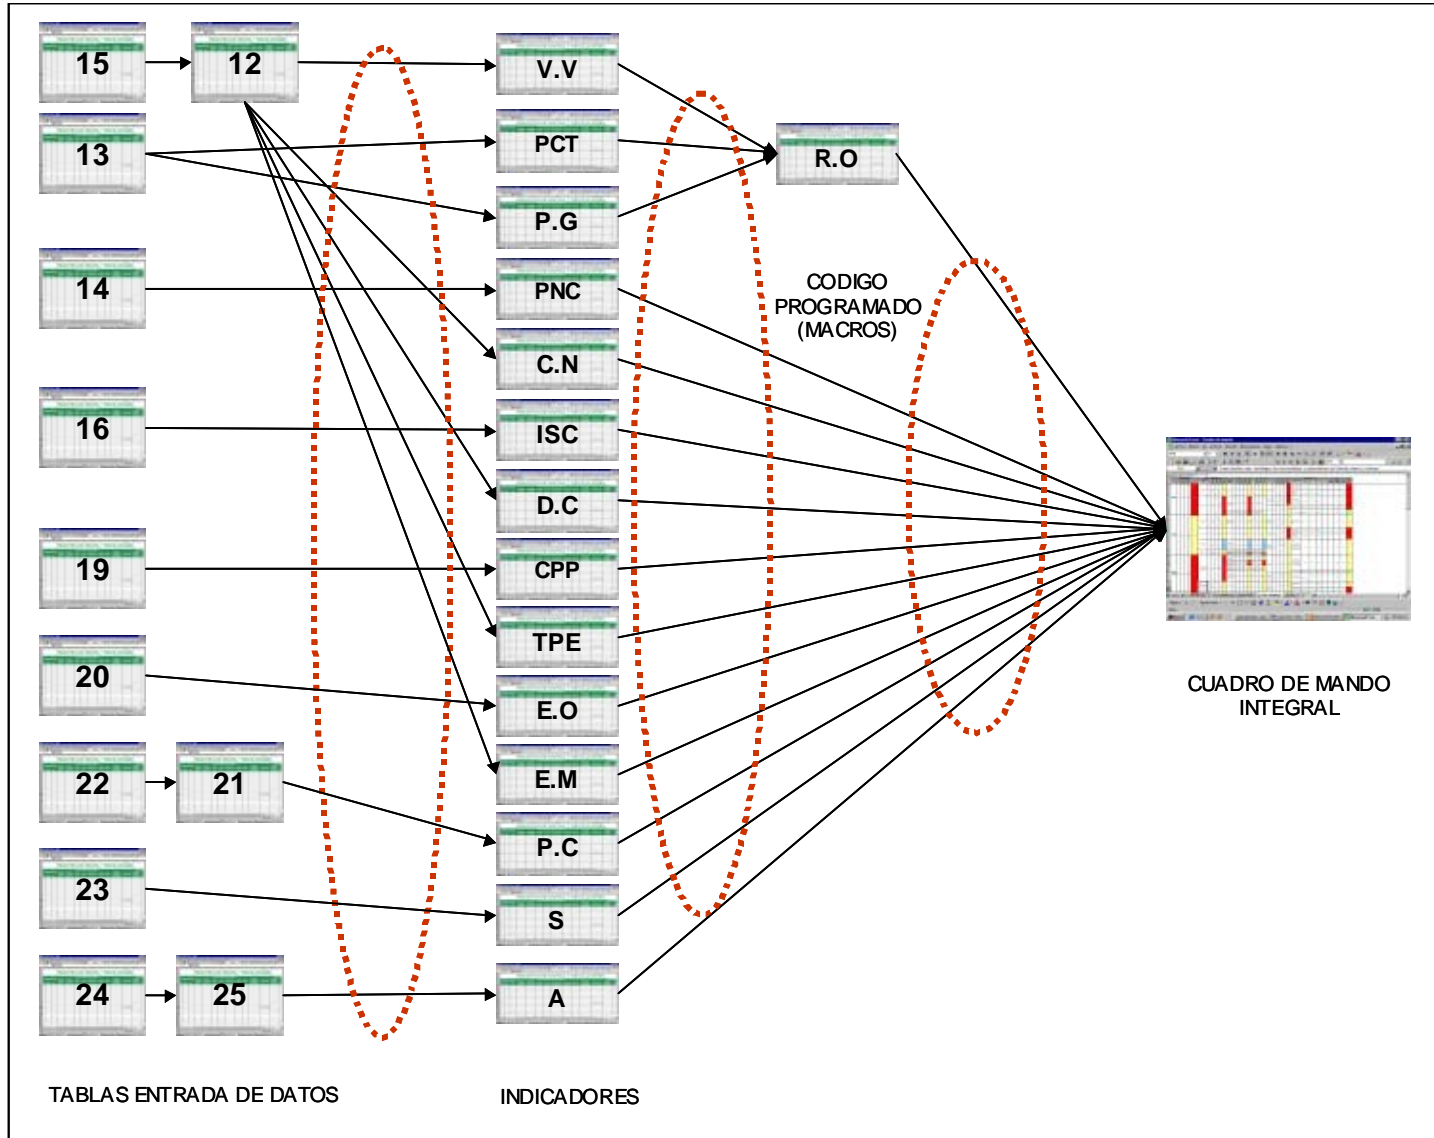 15
12
V.V
13
PCT
R.O
P.G
14
PNC
CODIGO
PROGRAMADO
(MACROS)
C.N
16
ISC
D.C
19
CPP
TPE
20
E.O
CUADRO DE MANDO
INTEGRAL
22
21
E.M
P.C
23
S
24
25
A
TABLAS ENTRADA DE DATOS
INDICADORES